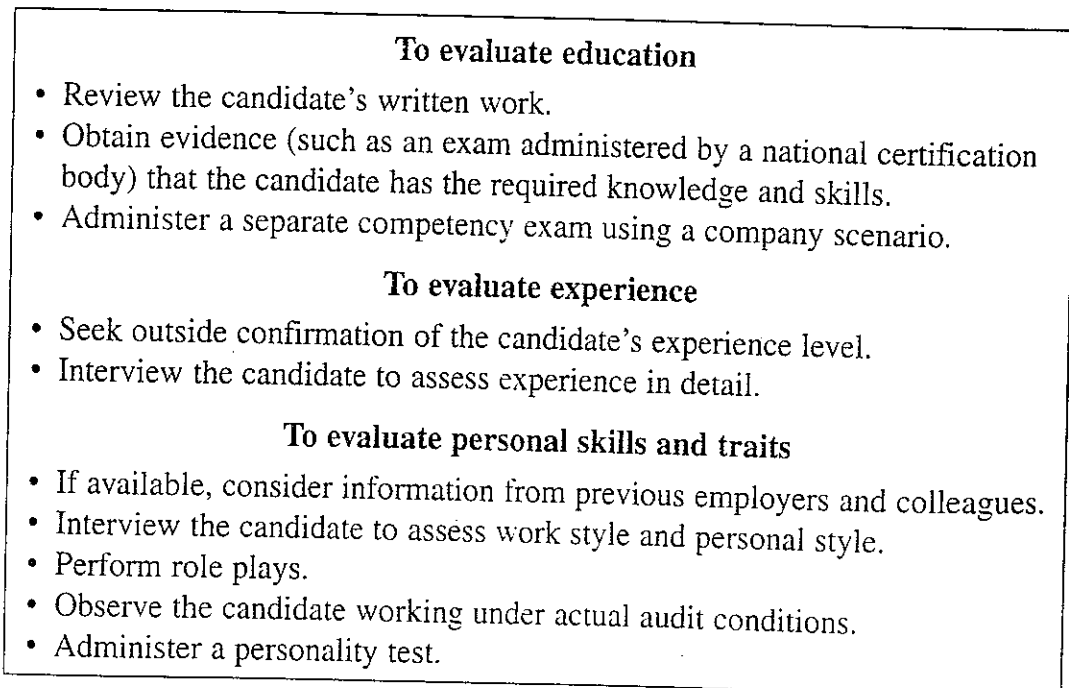 To evaluate education
• Review the candidate's written work.
• Obtain evidence (such as an exam administered by a national certification
body) that the candidate has the required knowledge and skills.
• Administer a separate competency exam using a company scenario.
To evaluate experience
• Seek outside confirmation of the candidate's experience level.
• Interview the candidate to assess experience in detail.
To evaluate personal skills and traits
• If available, consider information from previous employers and colleagues.
• Interview the candidate to assess work style and personal style.
• Perform role plays.
• Observe the candidate working under actual audit conditions.
• Administer a personality test.